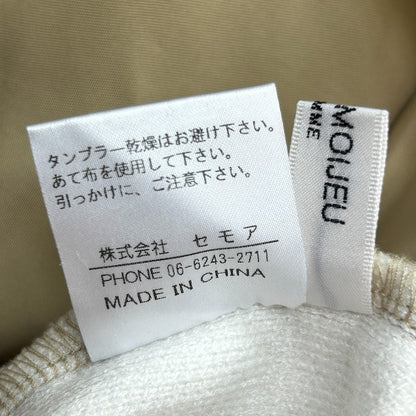 タンブラー乾燥はお避け下さい。
あて布を使用して下さい。
引っかけに、ご注意下さい。
株式会社 セモア
PHONE 06-6243-2711
MADE IN CHINA
MOIJEU